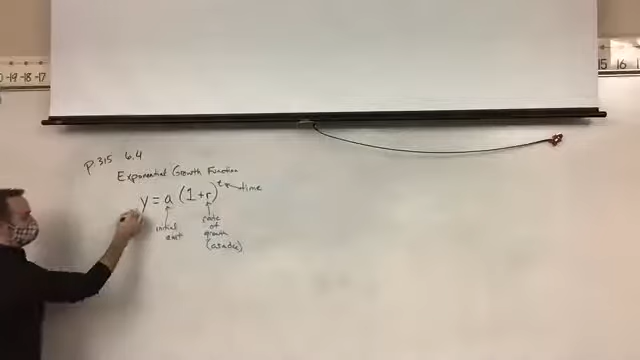 0 -19 -18 -17
15 16
p.315 6.4
Exponential Growth Function
y = a (1+r)^t ← time
initial amt
rate of growth (as a dec)